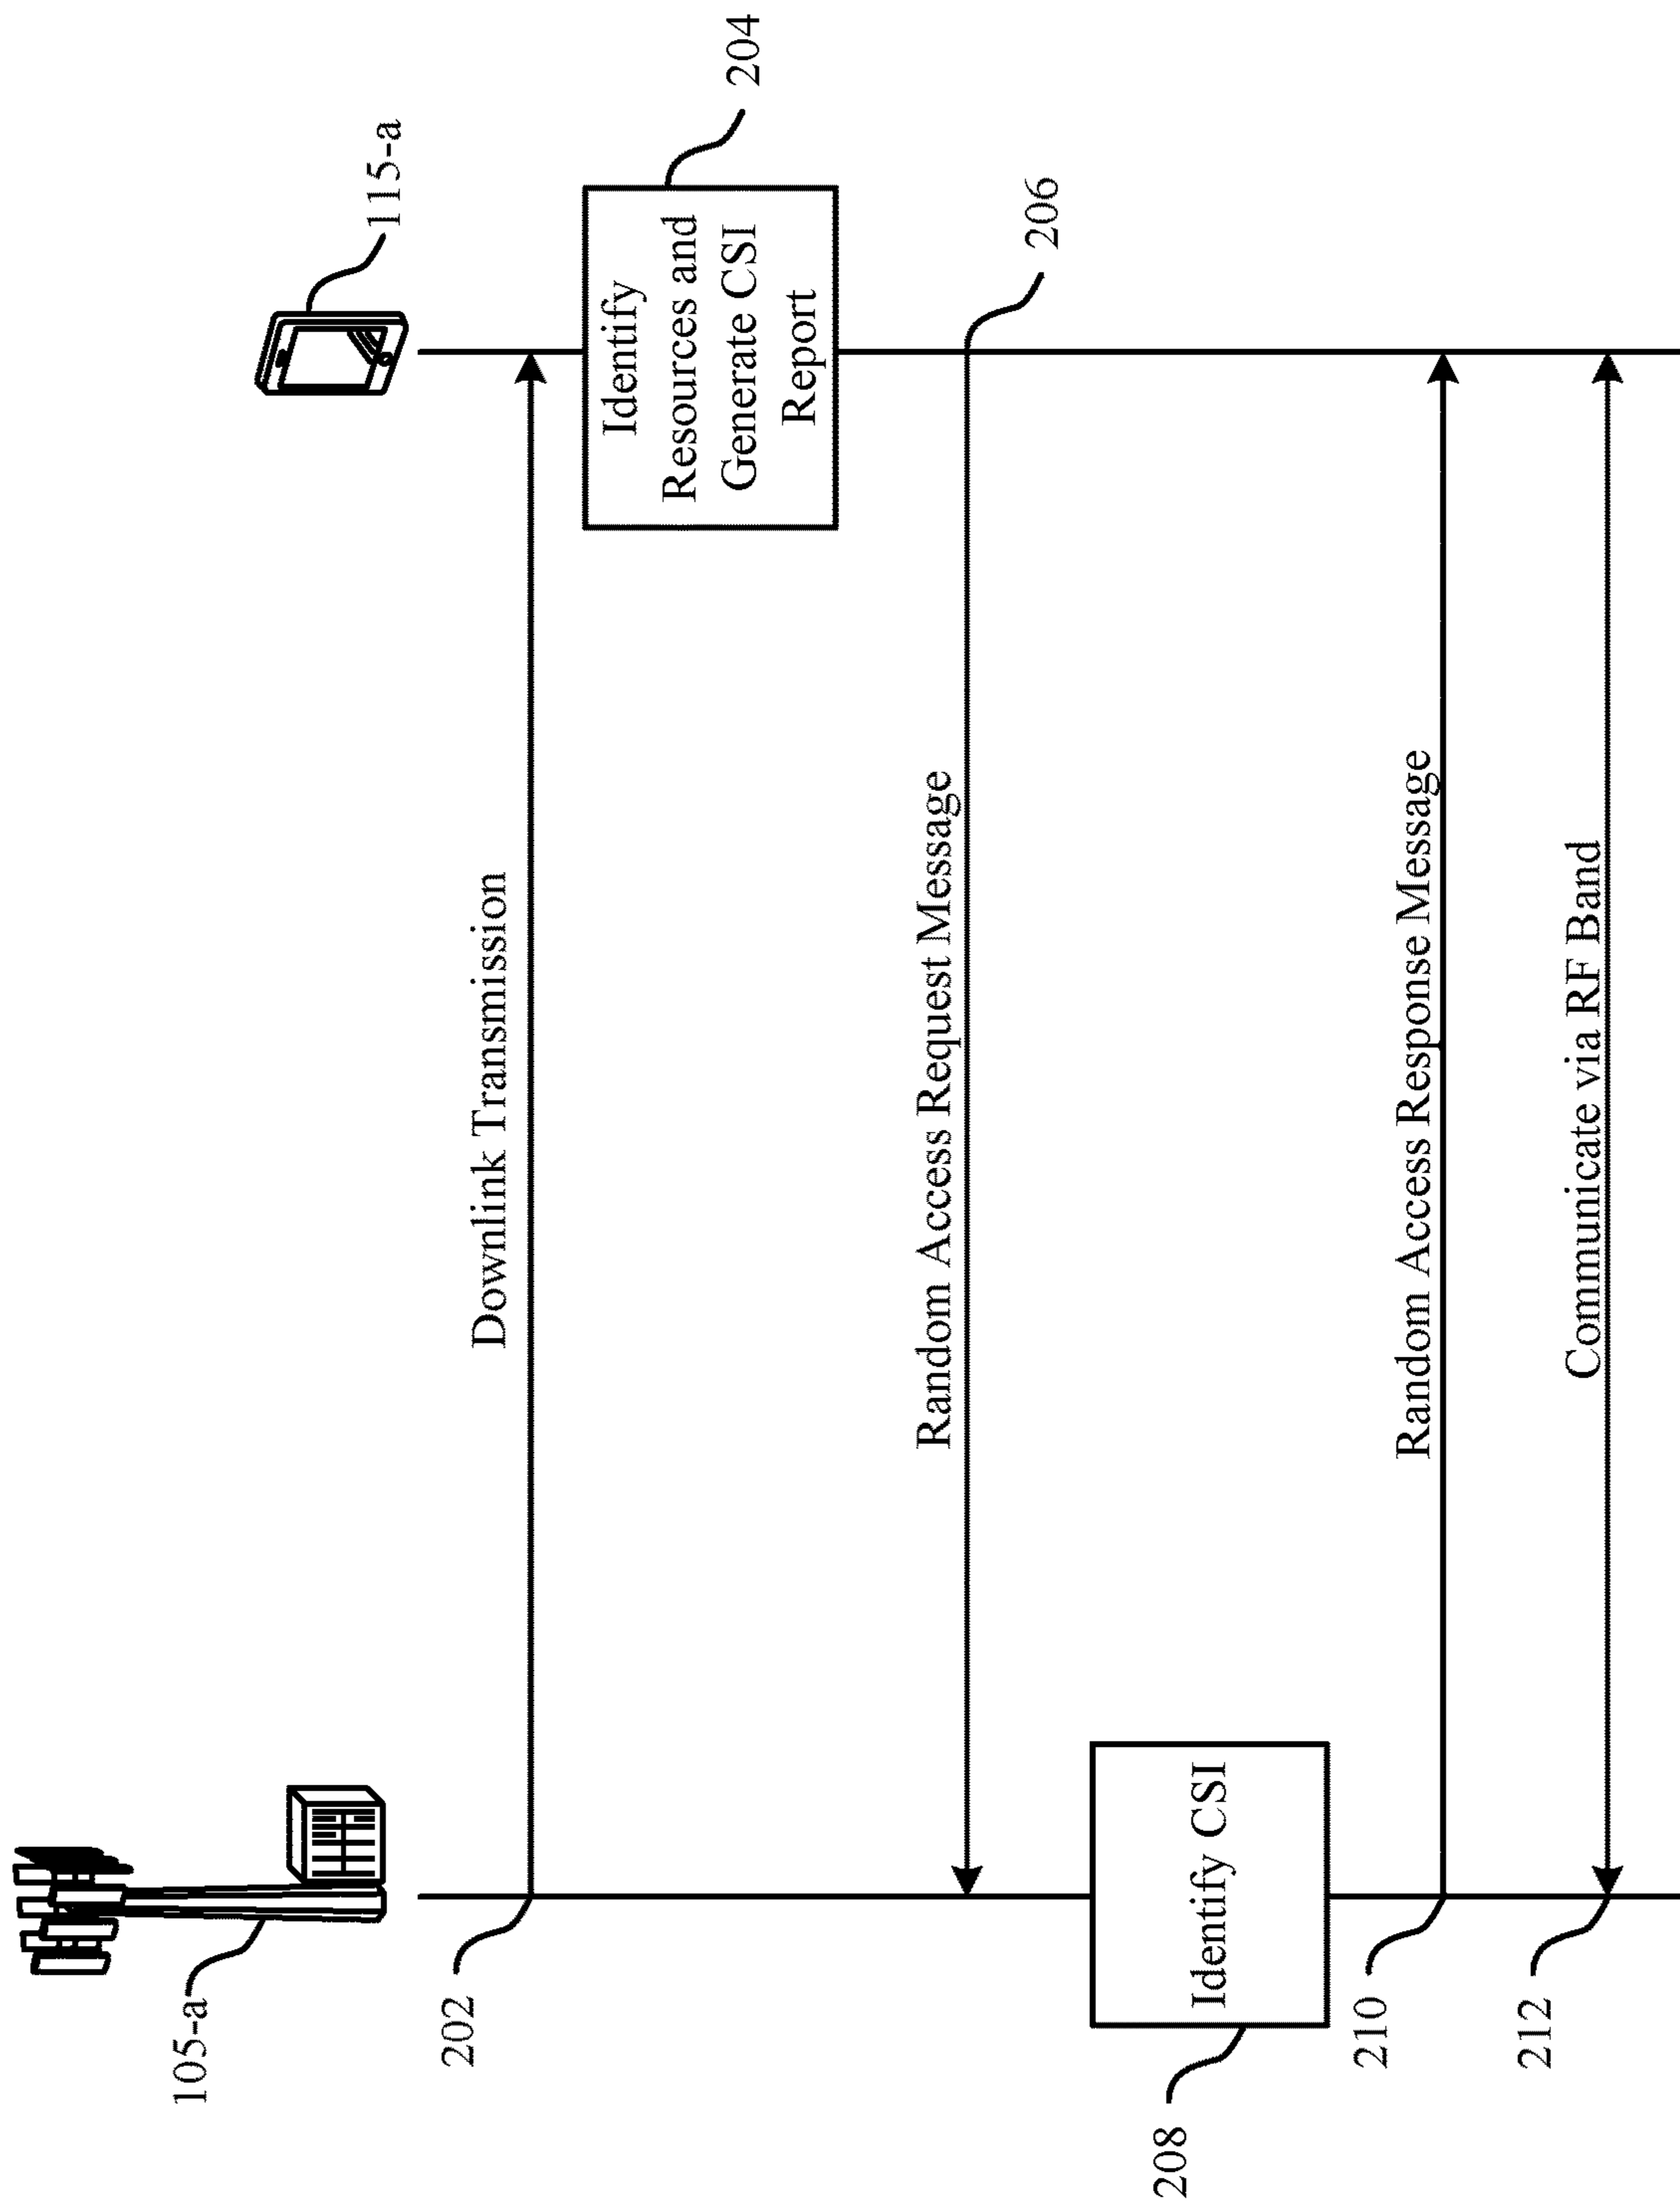 105-a
115-a
202
Downlink Transmission
Identify
Resources and
Generate CSI
Report
204
Random Access Request Message
206
Identify CSI
208
Random Access Response Message
210
Communicate via RF Band
212